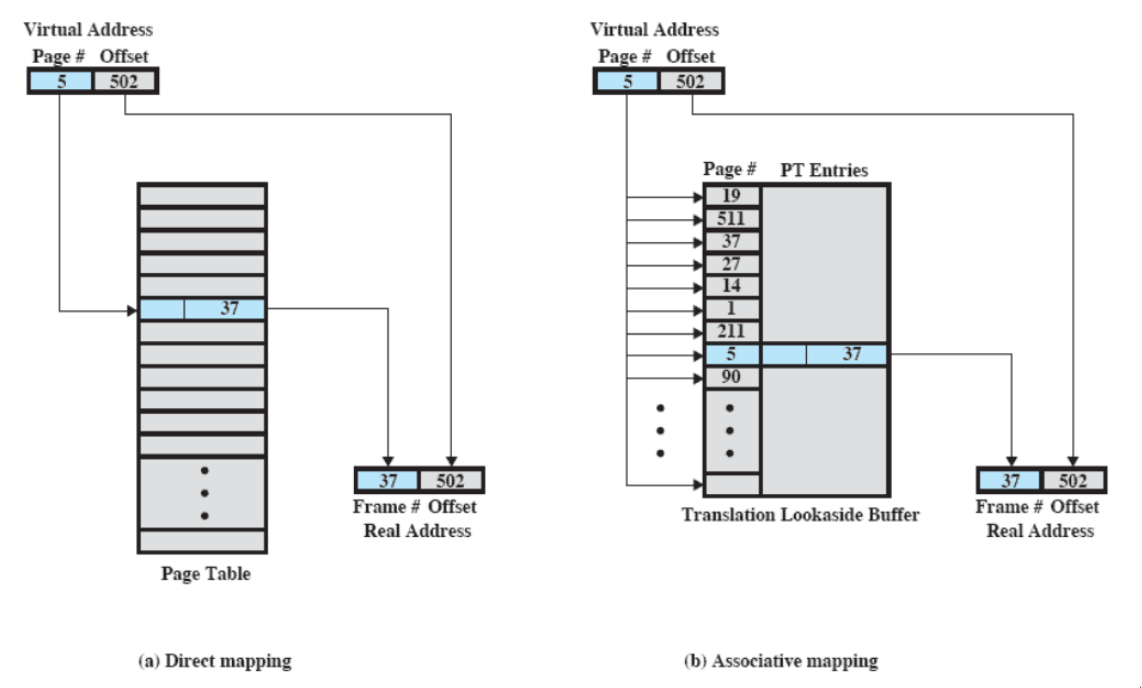 Virtual Address
Page # Offset
5 502
37
37 502
Frame # Offset
Real Address
Page Table
(a) Direct mapping
Virtual Address
Page # Offset
5 502
Page # PT Entries
19
511
37
27
14
1
211
5 37
90
37 502
Frame # Offset
Real Address
Translation Lookaside Buffer
(b) Associative mapping